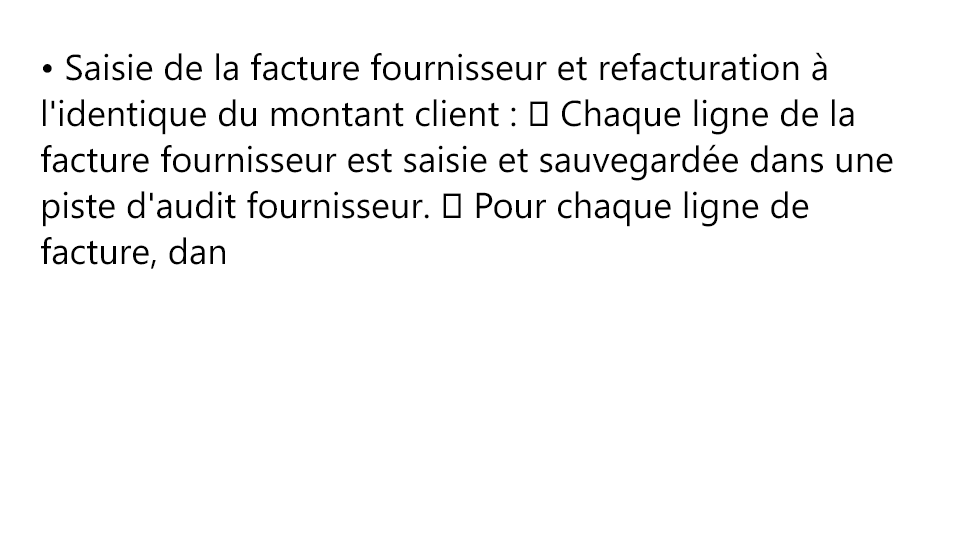 • Saisie de la facture fournisseur et refacturation à
l'identique du montant client : 􀀀 Chaque ligne de la
facture fournisseur est saisie et sauvegardée dans une
piste d'audit fournisseur. 􀀀 Pour chaque ligne de
facture, dan